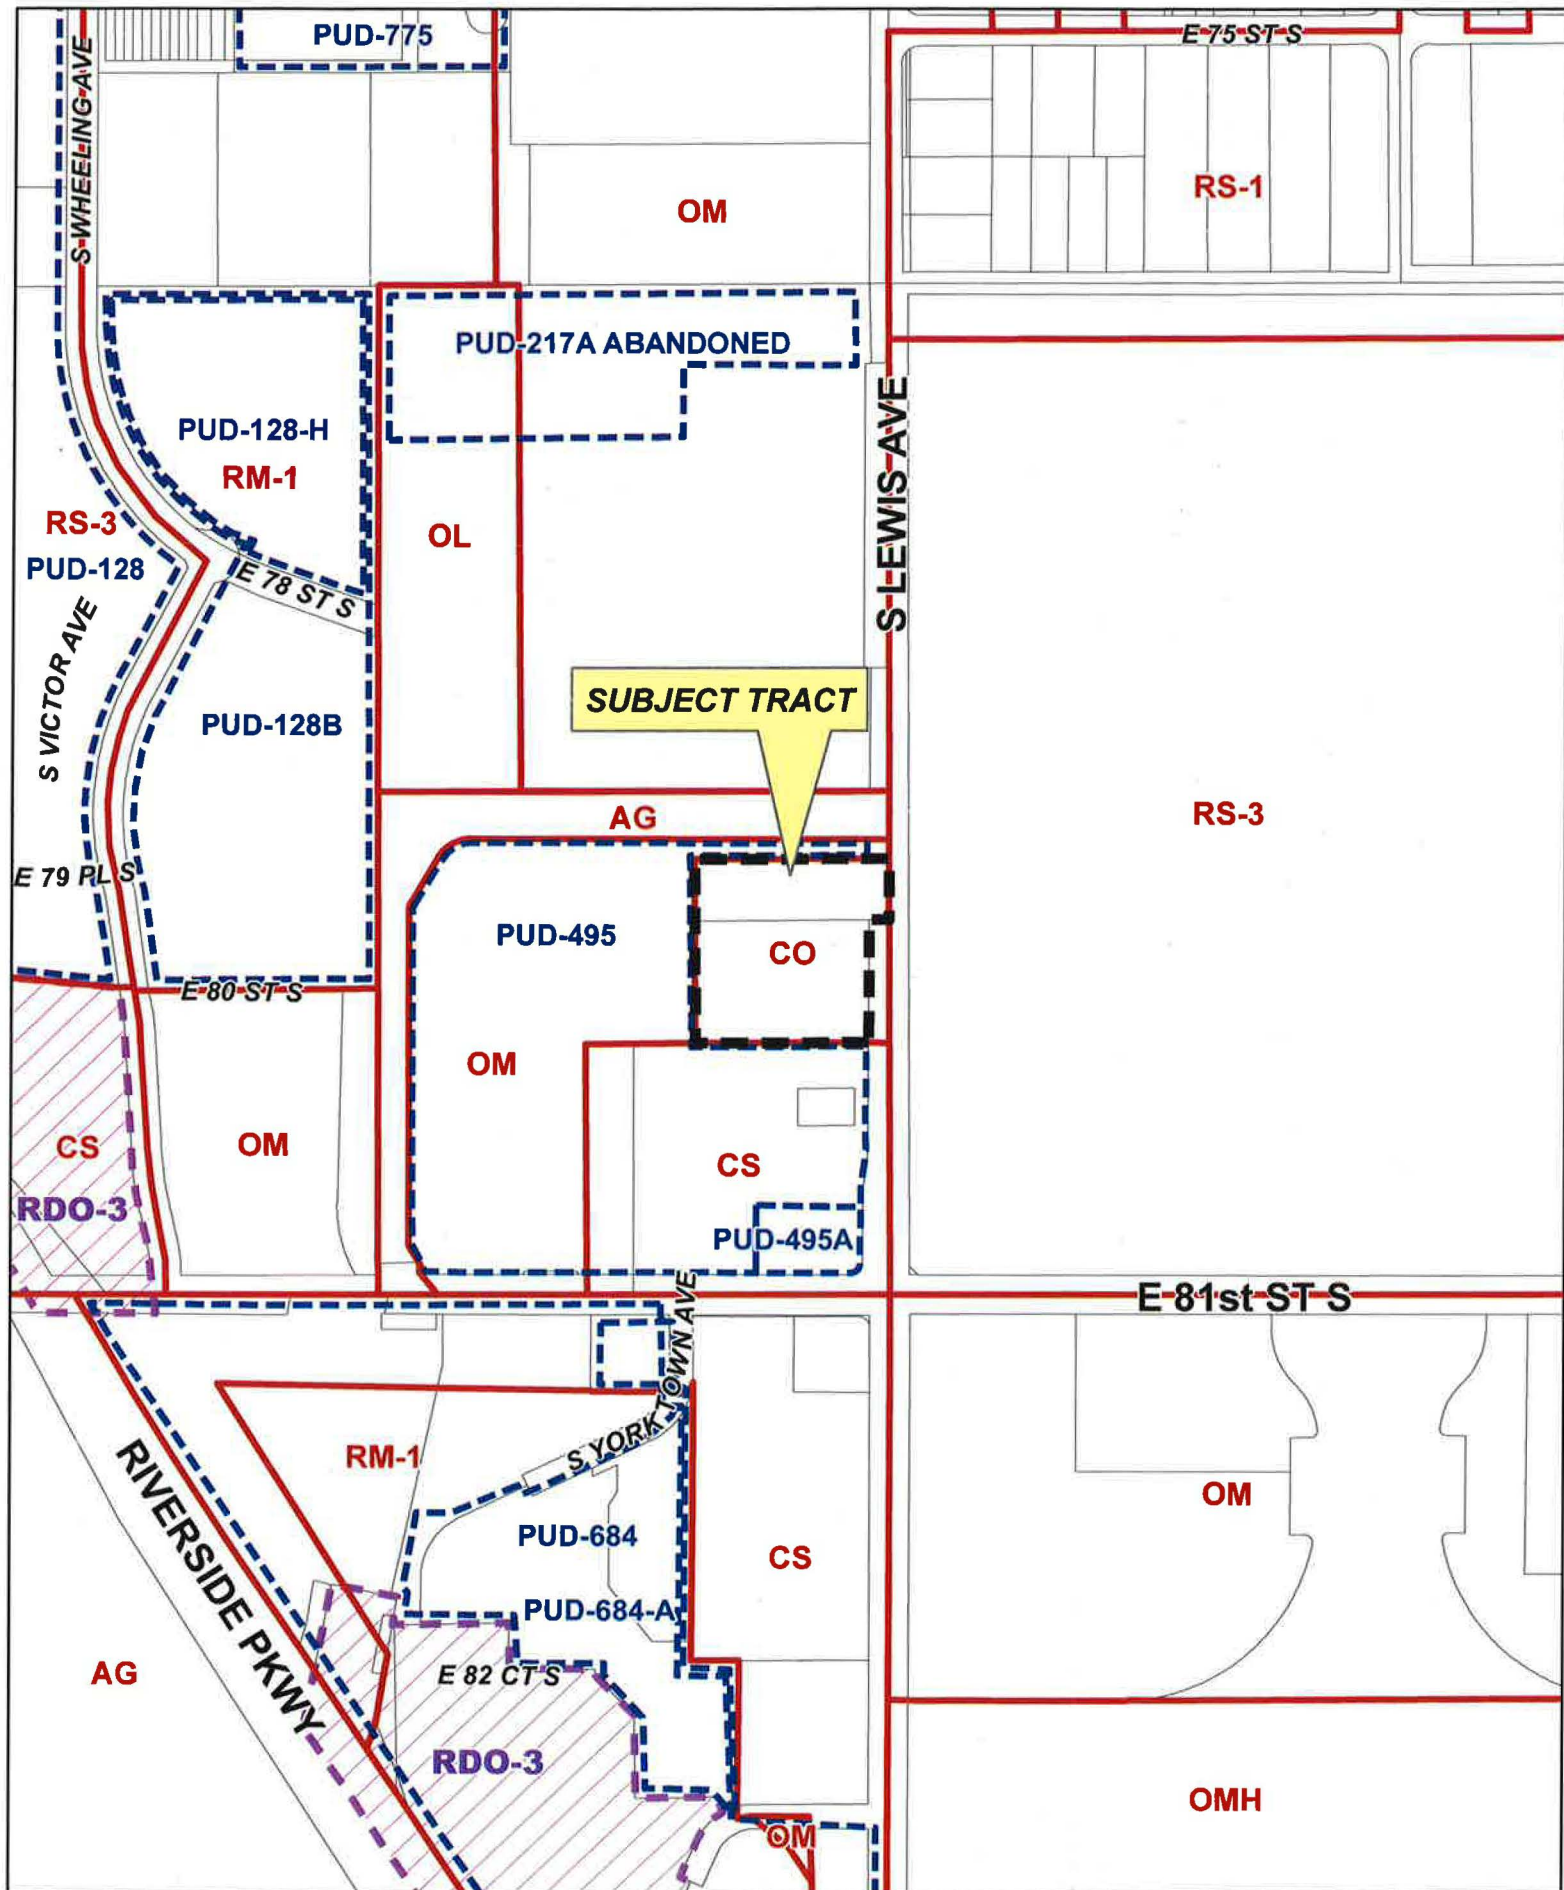 PUD-775
E 75 ST S
S WHEELING AVE
RS-1
OM
PUD-217A ABANDONED
PUD-128-H
RM-1
S LEWIS AVE
RS-3
OL
PUD-128
E 78 ST S
S VICTOR AVE
SUBJECT TRACT
PUD-128B
AG
RS-3
E 79 PL S
PUD-495
CO
E 80 ST S
OM
CS
OM
CS
RDO-3
PUD-495A
E 81st ST S
S YORKTOWN AVE
RM-1
RIVERSIDE PKWY
OM
PUD-684
CS
PUD-684-A
AG
E 82 CT S
RDO-3
OMH
OM